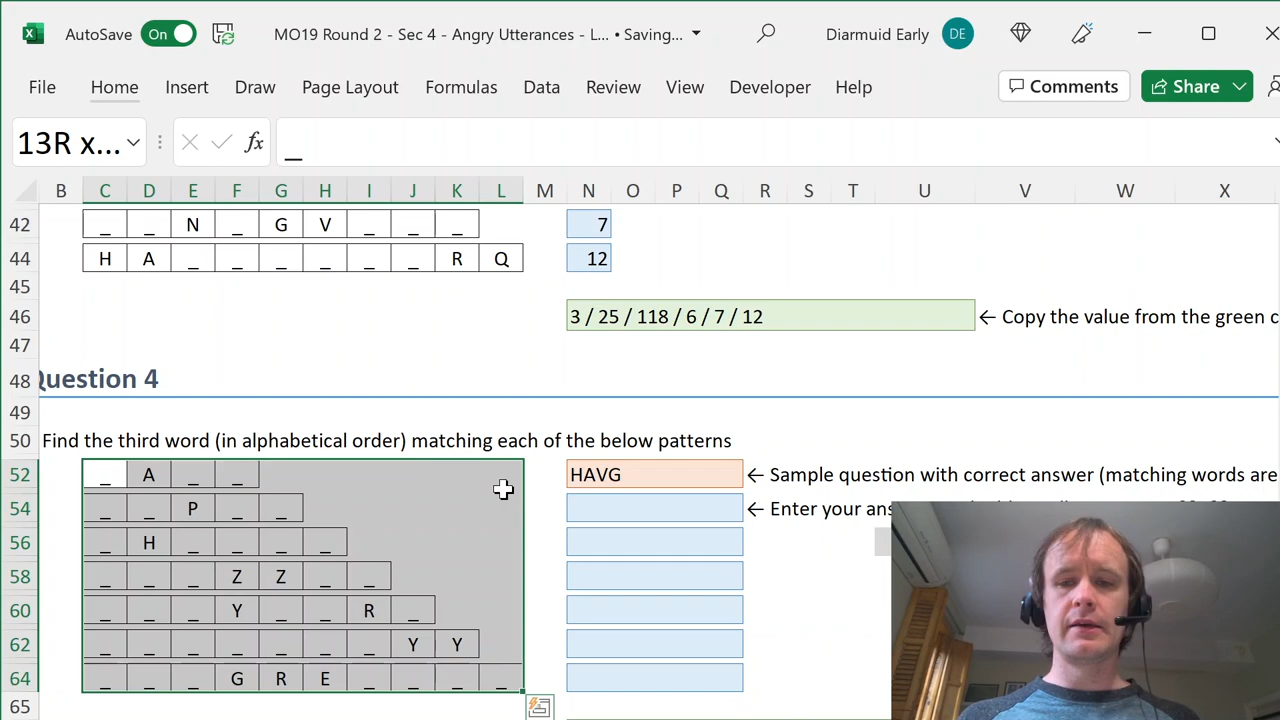 AutoSave On MO19 Round 2 - Sec 4 - Angry Utterances - L... • Saving... Diarmuid Early DE
File Home Insert Draw Page Layout Formulas Data Review View Developer Help Comments Share
13R x... fx _
B C D E F G H I J K L M N O P Q R S T U V W X
42 _ _ N _ G V _ _ _ 7
44 H A _ _ _ _ _ _ R Q 12
45
46 3 / 25 / 118 / 6 / 7 / 12 ← Copy the value from the green c
47
48 Question 4
49
50 Find the third word (in alphabetical order) matching each of the below patterns
52 _ A _ _ HAVG ← Sample question with correct answer (matching words are
54 _ _ P _ _ ← Enter your
56 _ H _ _ _ _
58 _ _ _ Z Z _ _
60 _ _ _ Y _ _ R _
62 _ _ _ _ _ _ _ Y Y
64 _ _ _ G R E _ _ _ _
65